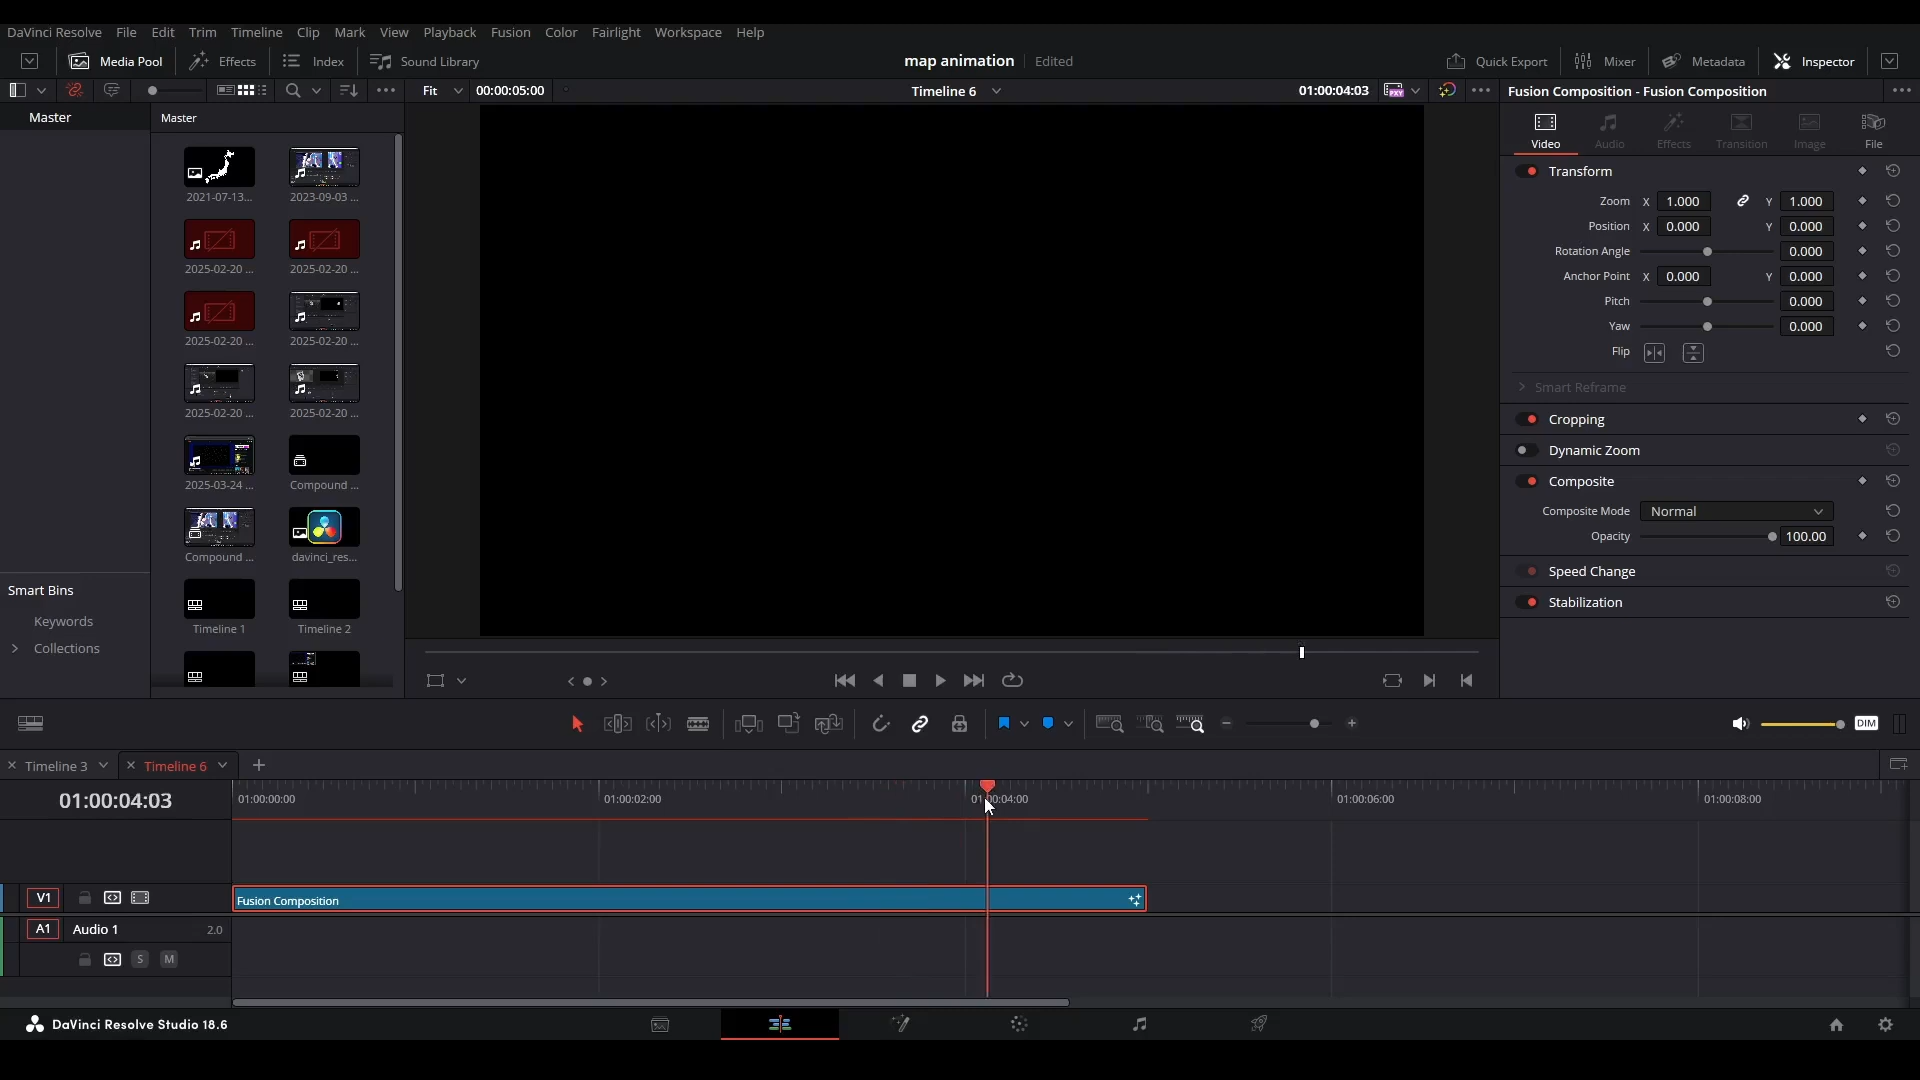 DaVinci Resolve File Edit Trim Timeline Clip Mark View Playback Fusion Color Fairlight Workspace Help
Media Pool Effects Index Sound Library map animation Edited Quick Export Mixer Metadata Inspector
Fit 00:00:05:00 Timeline 6 01:00:04:03 PXY Fusion Composition - Fusion Composition
Master
Master
2021-07-13... 2023-09-03 ...
2025-02-20 ... 2025-02-20 ...
2025-02-20 ... 2025-02-20 ...
2025-02-20 ... 2025-02-20 ...
2025-03-24 ... Compound ...
Compound ... davinci_res...
Timeline 1 Timeline 2
Smart Bins
Keywords
Collections
Video Audio Effects Transition Image File
Transform
Zoom X 1.000 Y 1.000
Position X 0.000 Y 0.000
Rotation Angle 0.000
Anchor Point X 0.000 Y 0.000
Pitch 0.000
Yaw 0.000
Flip
Smart Reframe
Cropping
Dynamic Zoom
Composite
Composite Mode Normal
Opacity 100.00
Speed Change
Stabilization
DIM
Timeline 3 Timeline 6
01:00:04:03 01:00:00:00 01:00:02:00 01:00:04:00 01:00:06:00 01:00:08:00
V1 Fusion Composition
A1 Audio 1 2.0
S M
DaVinci Resolve Studio 18.6